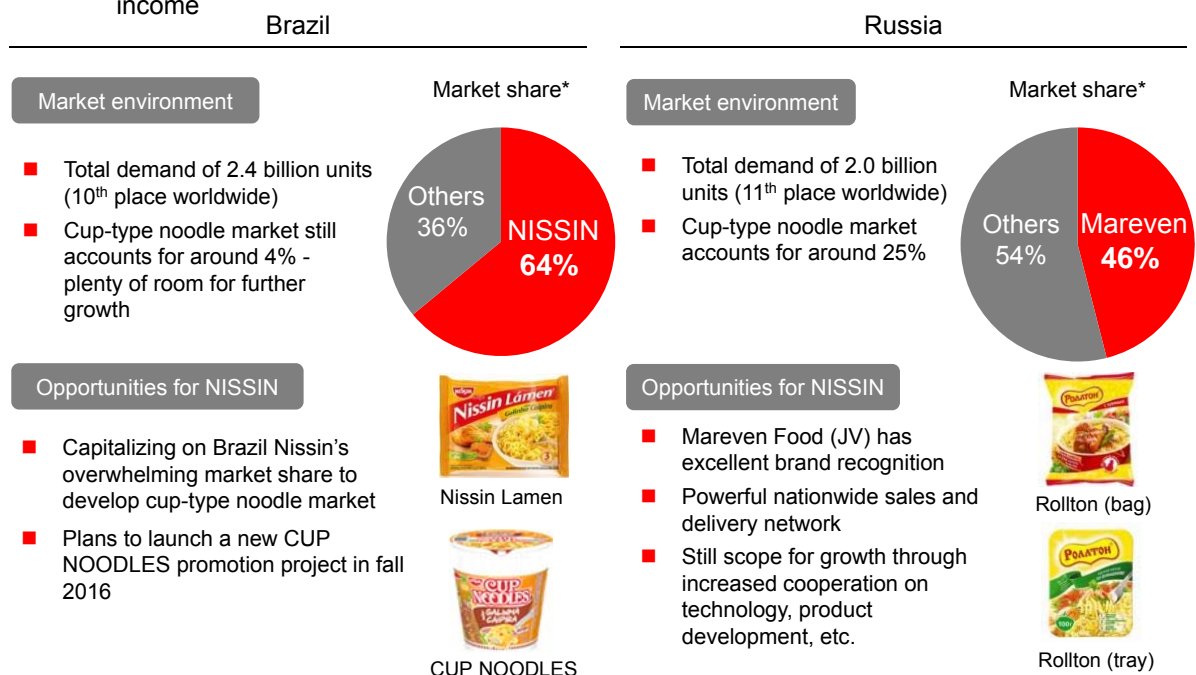 income
Brazil
Market environment
Market share*
Total demand of 2.4 billion units
(10th place worldwide)
Cup-type noodle market still
accounts for around 4% -
plenty of room for further
growth
Others
36%
NISSIN
64%
Opportunities for NISSIN
Capitalizing on Brazil Nissin's
overwhelming market share to
develop cup-type noodle market
Plans to launch a new CUP
NOODLES promotion project in fall
2016
Nissin Lámen
Galinha Caipira
Nissin Lamen
CUP
NOODLES
GALINHA
CAIPIRA
CUP NOODLES
Russia
Market environment
Market share*
Total demand of 2.0 billion
units (11th place worldwide)
Cup-type noodle market
accounts for around 25%
Others
54%
Mareven
46%
Opportunities for NISSIN
Mareven Food (JV) has
excellent brand recognition
Powerful nationwide sales and
delivery network
Still scope for growth through
increased cooperation on
technology, product
development, etc.
РОЛЛТОН
Rollton (bag)
РОЛЛТОН
Rollton (tray)